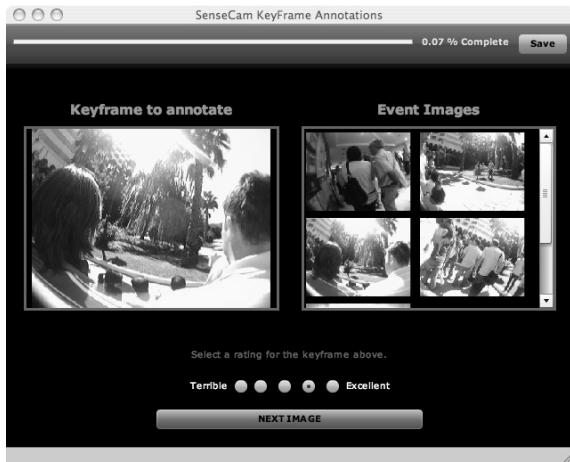 SenseCam KeyFrame Annotations
0.07 % Complete
Save
Keyframe to annotate
Event Images
Select a rating for the keyframe above.
Terrible
Excellent
NEXT IMAGE